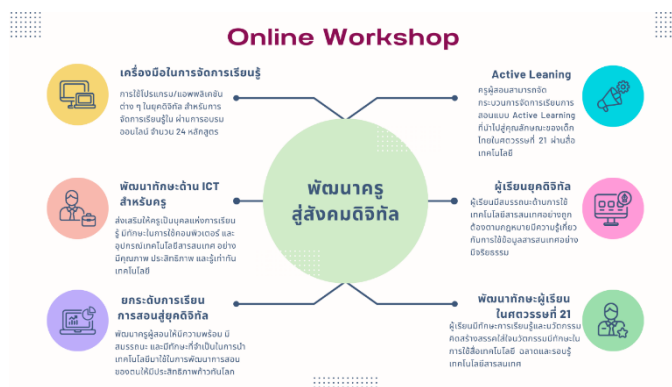 Online Workshop
เครื่องมือในการจัดการเรียนรู้
การใช้โปรแกรม/แอพพลิเคชัน
ต่าง ๆ ในยุคดิจิทัล สำหรับการ
จัดการเรียนรู้ใน ผ่านการอบรม
ออนไลน์ จำนวน 24 หลักสูตร
พัฒนาทักษะด้าน ICT
สำหรับครู
ส่งเสริมให้ครูเป็นบุคลแห่งการเรียน
รู้ มีทักษะในการใช้คอมพิวเตอร์ และ
อุปกรณ์เทคโนโลยีสารสนเทศ อย่าง
มีคุณภาพ ประสิทธิภาพ และรู้เท่ากัน
เทคโนโลยี
ยกระดับการเรียน
การสอนสู่ยุคดิจิทัล
พัฒนาครูผู้สอนให้มีความพร้อม มี
สมรรถนะ และมีทักษะที่จำเป็นในการนำ
เทคโนโลยีมาใช้ในการพัฒนาการสอน
ของตนให้มีประสิทธิภาพก้าวทันโลก
พัฒนาครู
สู่สังคมดิจิทัล
Active Leaning
ครูผู้สอนสามารถจัด
กระบวนการจัดการเรียนการ
สอนแบบ Active Learning
ที่นำไปสู่คุณลักษณะของเด็ก
ไทยในศตวรรษที่ 21 ผ่านสื่อ
เทคโนโลยี
ผู้เรียนยุคดิจิทัล
ผู้เรียนมีสมรรถนะด้านการใช้
เทคโนโลยีสารสนเทศอย่างถูก
ต้องตามกฎหมายมีความรู้เกี่ยว
กับการใช้ข้อมูลสารสนเทศอย่าง
มีจริยธรรม
พัฒนาทักษะผู้เรียน
ในศตวรรษที่ 21
ผู้เรียนมีทักษะการเรียนรู้และนวัตกรรม
คิดสร้างสรรค์ใส่ใจนวัตกรรมมีทักษะใน
การใช้สื่อเทคโนโลยี ฉลาดและรอบรู้
เทคโนโลยีสารสนเทศ